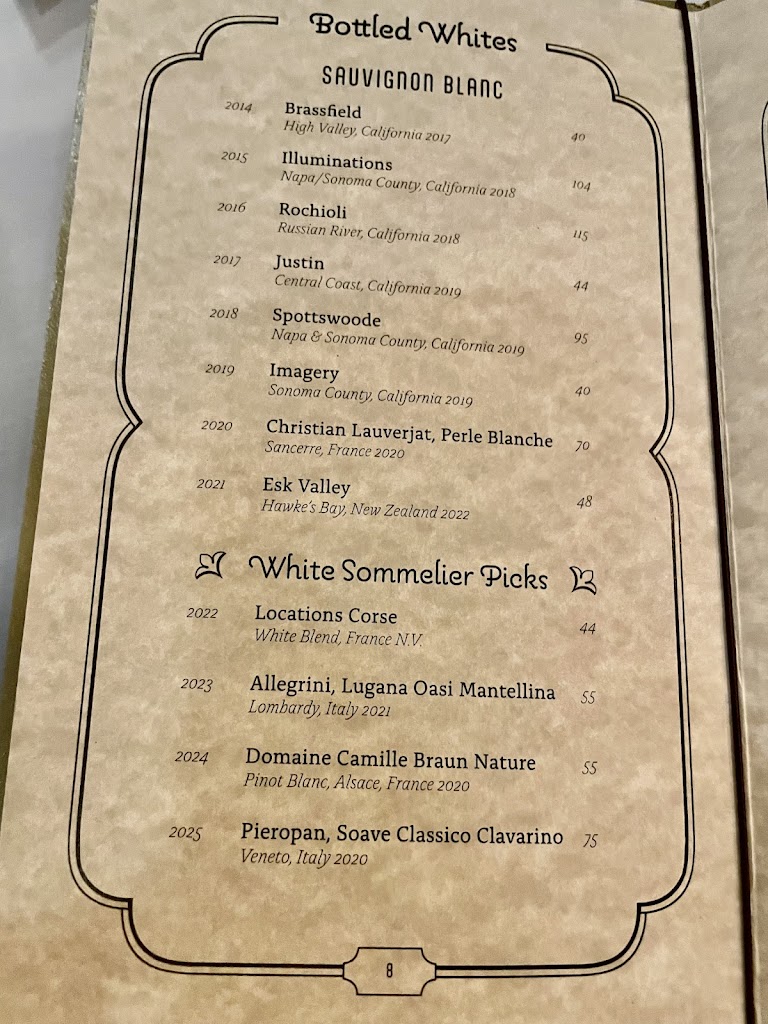 Bottled Whites
SAUVIGNON BLANC
2014 Brassfield
High Valley, California 2017 40
2015 Illuminations
Napa/Sonoma County, California 2018 104
2016 Rochioli
Russian River, California 2018 115
2017 Justin
Central Coast, California 2019 44
2018 Spottswoode
Napa & Sonoma County, California 2019 95
2019 Imagery
Sonoma County, California 2019 40
2020 Christian Lauverjat, Perle Blanche 70
Sancerre, France 2020
2021 Esk Valley
Hawke's Bay, New Zealand 2022 48
White Sommelier Picks
2022 Locations Corse 44
White Blend, France N.V.
2023 Allegrini, Lugana Oasi Mantellina 55
Lombardy, Italy 2021
2024 Domaine Camille Braun Nature 55
Pinot Blanc, Alsace, France 2020
2025 Pieropan, Soave Classico Clavarino 75
Veneto, Italy 2020
8